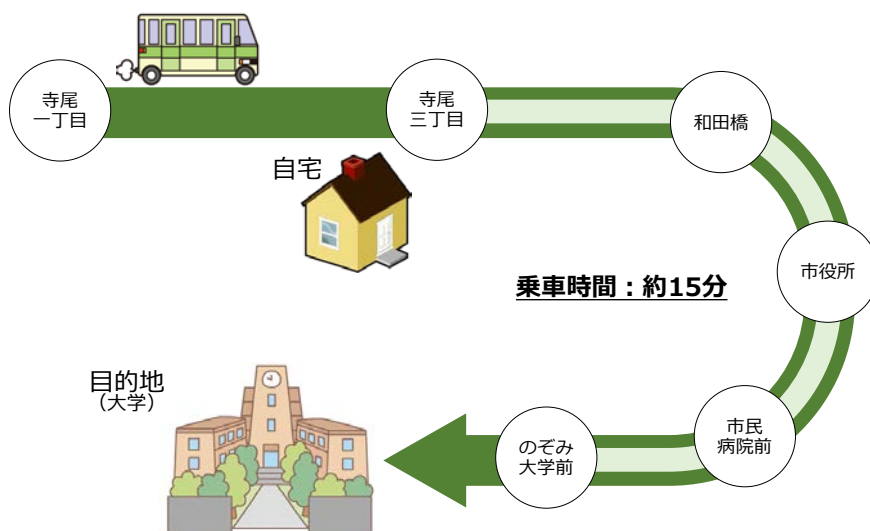 寺尾
一丁目
寺尾
三丁目
和田橋
自宅
市役所
乗車時間：約15分
目的地
（大学）
市民
病院前
のぞみ
大学前